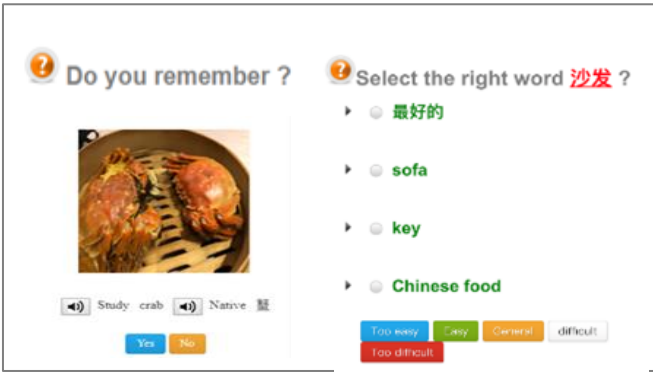 Do you remember ?
Study crab Native 蟹
Yes No
Select the right word 沙发 ?
最好的
sofa
key
Chinese food
Too easy Easy General difficult
Too difficult